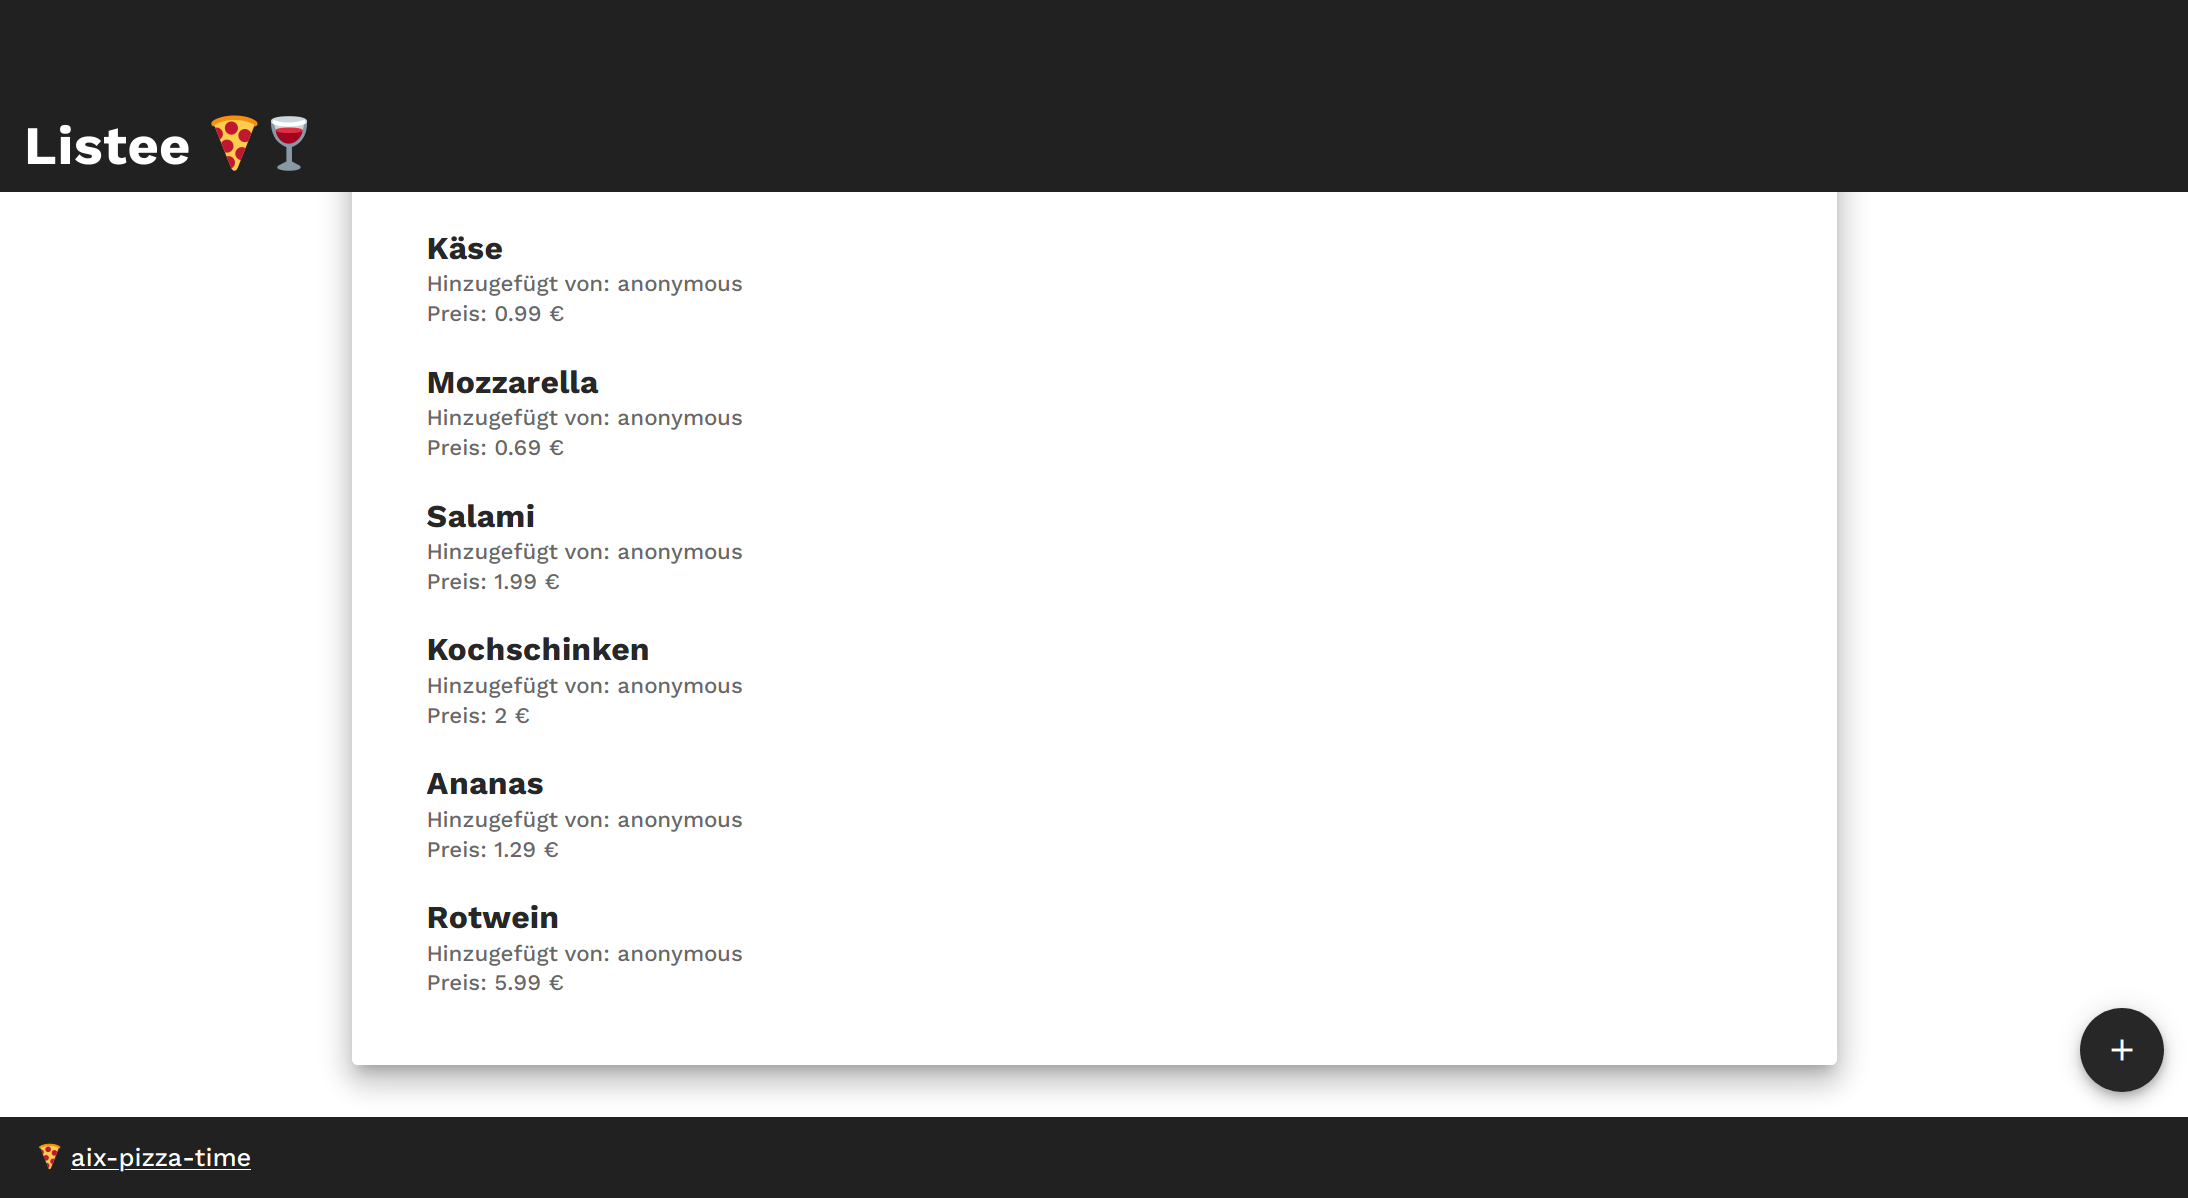 Listee 🍕🍷
Käse
Hinzugefügt von: anonymous
Preis: 0.99 €
Mozzarella
Hinzugefügt von: anonymous
Preis: 0.69 €
Salami
Hinzugefügt von: anonymous
Preis: 1.99 €
Kochschinken
Hinzugefügt von: anonymous
Preis: 2 €
Ananas
Hinzugefügt von: anonymous
Preis: 1.29 €
Rotwein
Hinzugefügt von: anonymous
Preis: 5.99 €
+
🍕 aix-pizza-time